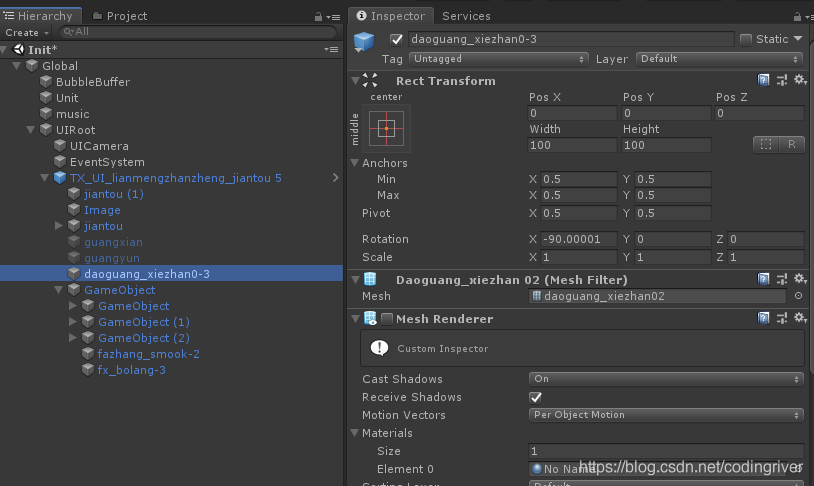 Hierarchy
Project
Create
All
Init*
Global
BubbleBuffer
Unit
music
UIRoot
UICamera
EventSystem
TX_UI_lianmengzhanzheng_jiantou 5
jiantou (1)
Image
jiantou
guangxian
guangyun
daoguang_xiezhan0-3
GameObject
GameObject
GameObject (1)
GameObject (2)
fazhang_smook-2
fx_bolang-3
Inspector
Services
daoguang_xiezhan0-3
Static
Tag Untagged Layer Default
Rect Transform
center
middle
Pos X Pos Y Pos Z
0 0 0
Width Height
100 100
R
Anchors
Min X 0.5 Y 0.5
Max X 0.5 Y 0.5
Pivot X 0.5 Y 0.5
Rotation X -90.00001 Y 0 Z 0
Scale X 1 Y 1 Z 1
Daoguang_xiezhan 02 (Mesh Filter)
Mesh daoguang_xiezhan02
Mesh Renderer
Custom Inspector
Cast Shadows On
Receive Shadows
Motion Vectors Per Object Motion
Materials
Size 1
Element 0 No Name
https://blog.csdn.net/codingriver